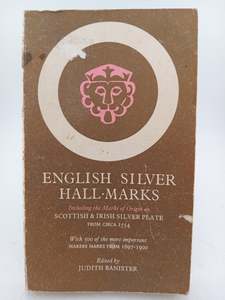 ENGLISH SILVER
HALL·MARKS
Including the Marks of Origin on
SCOTTISH & IRISH SILVER PLATE
FROM CIRCA 1554
With 500 of the more important
MAKERS MARKS FROM 1697-1900
Edited by
JUDITH BANISTER